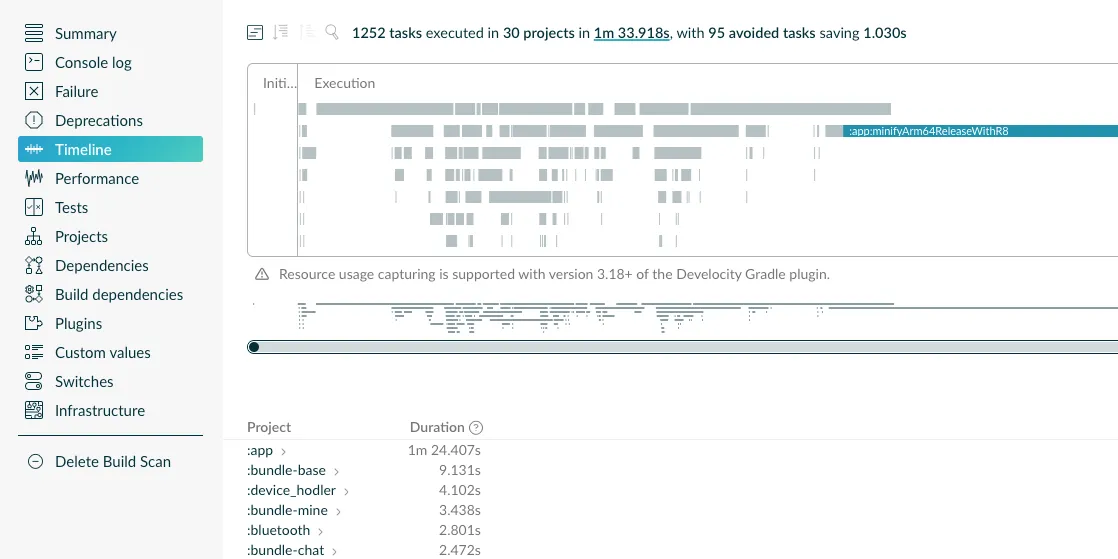 Summary
Console log
Failure
Deprecations
Timeline
Performance
Tests
Projects
Dependencies
Build dependencies
Plugins
Custom values
Switches
Infrastructure
Delete Build Scan
1252 tasks executed in 30 projects in 1m 33.918s, with 95 avoided tasks saving 1.030s
Initi... Execution
:app:minifyArm64ReleaseWithR8
Resource usage capturing is supported with version 3.18+ of the Develocity Gradle plugin.
Project Duration ?
:app 1m 24.407s
:bundle-base 9.131s
:device_hodler 4.102s
:bundle-mine 3.438s
:bluetooth 2.801s
:bundle-chat 2.472s